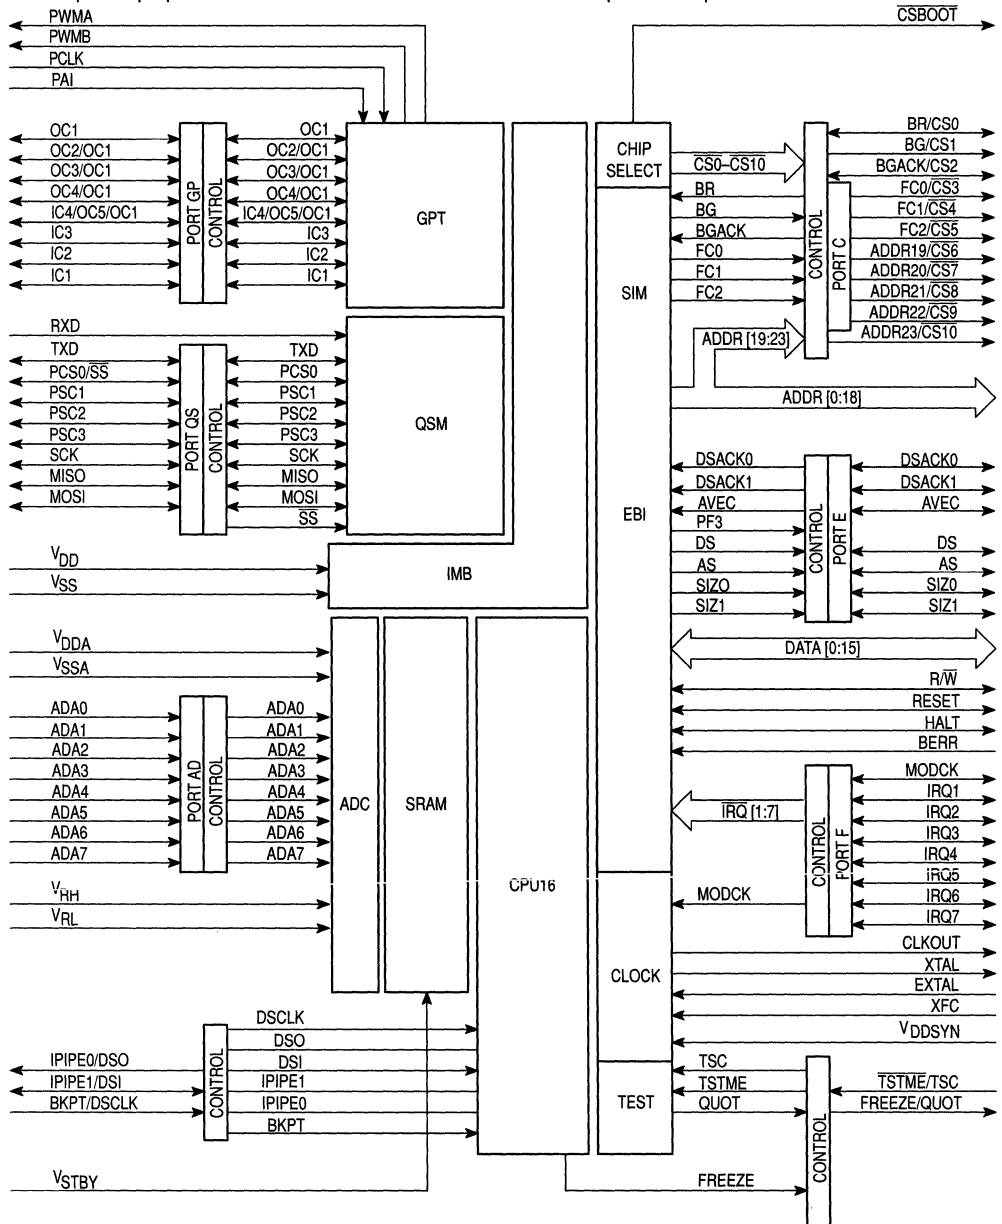 PWMA
PWMB
PCLK
PAI
CSBOOT
OC1
OC2/OC1
OC3/OC1
OC4/OC1
IC4/OC5/OC1
IC3
IC2
IC1
PORT GP
CONTROL
OC1
OC2/OC1
OC3/OC1
OC4/OC1
IC4/OC5/OC1
IC3
IC2
IC1
GPT
RXD
TXD
PCS0/SS
PSC1
PSC2
PSC3
SCK
MISO
MOSI
PORT QS
CONTROL
TXD
PCS0
PSC1
PSC2
PSC3
SCK
MISO
MOSI
SS
QSM
VDD
VSS
IMB
VDDA
VSSA
ADA0
ADA1
ADA2
ADA3
ADA4
ADA5
ADA6
ADA7
PORT AD
CONTROL
ADA0
ADA1
ADA2
ADA3
ADA4
ADA5
ADA6
ADA7
VRH
VRL
ADC
SRAM
CPU16
IPIPE0/DSO
IPIPE1/DSI
BKPT/DSCLK
CONTROL
DSCLK
DSO
DSI
IPIPE1
IPIPE0
BKPT
VSTBY
CHIP
SELECT
CS0–CS10
SIM
BR
BG
BGACK
FC0
FC1
FC2
ADDR [19:23]
CONTROL
PORT C
BR/CS0
BG/CS1
BGACK/CS2
FC0/CS3
FC1/CS4
FC2/CS5
ADDR19/CS6
ADDR20/CS7
ADDR21/CS8
ADDR22/CS9
ADDR23/CS10
ADDR [0:18]
EBI
DSACK0
DSACK1
AVEC
PF3
DS
AS
SIZO
SIZ1
CONTROL
PORT E
DSACK0
DSACK1
AVEC
DS
AS
SIZ0
SIZ1
DATA [0:15]
R/W
RESET
HALT
BERR
IRQ [1:7]
MODCK
CONTROL
PORT F
MODCK
IRQ1
IRQ2
IRQ3
IRQ4
IRQ5
IRQ6
IRQ7
CLOCK
CLKOUT
XTAL
EXTAL
XFC
VDDSYN
TEST
TSC
TSTME
QUOT
FREEZE
CONTROL
TSTME/TSC
FREEZE/QUOT